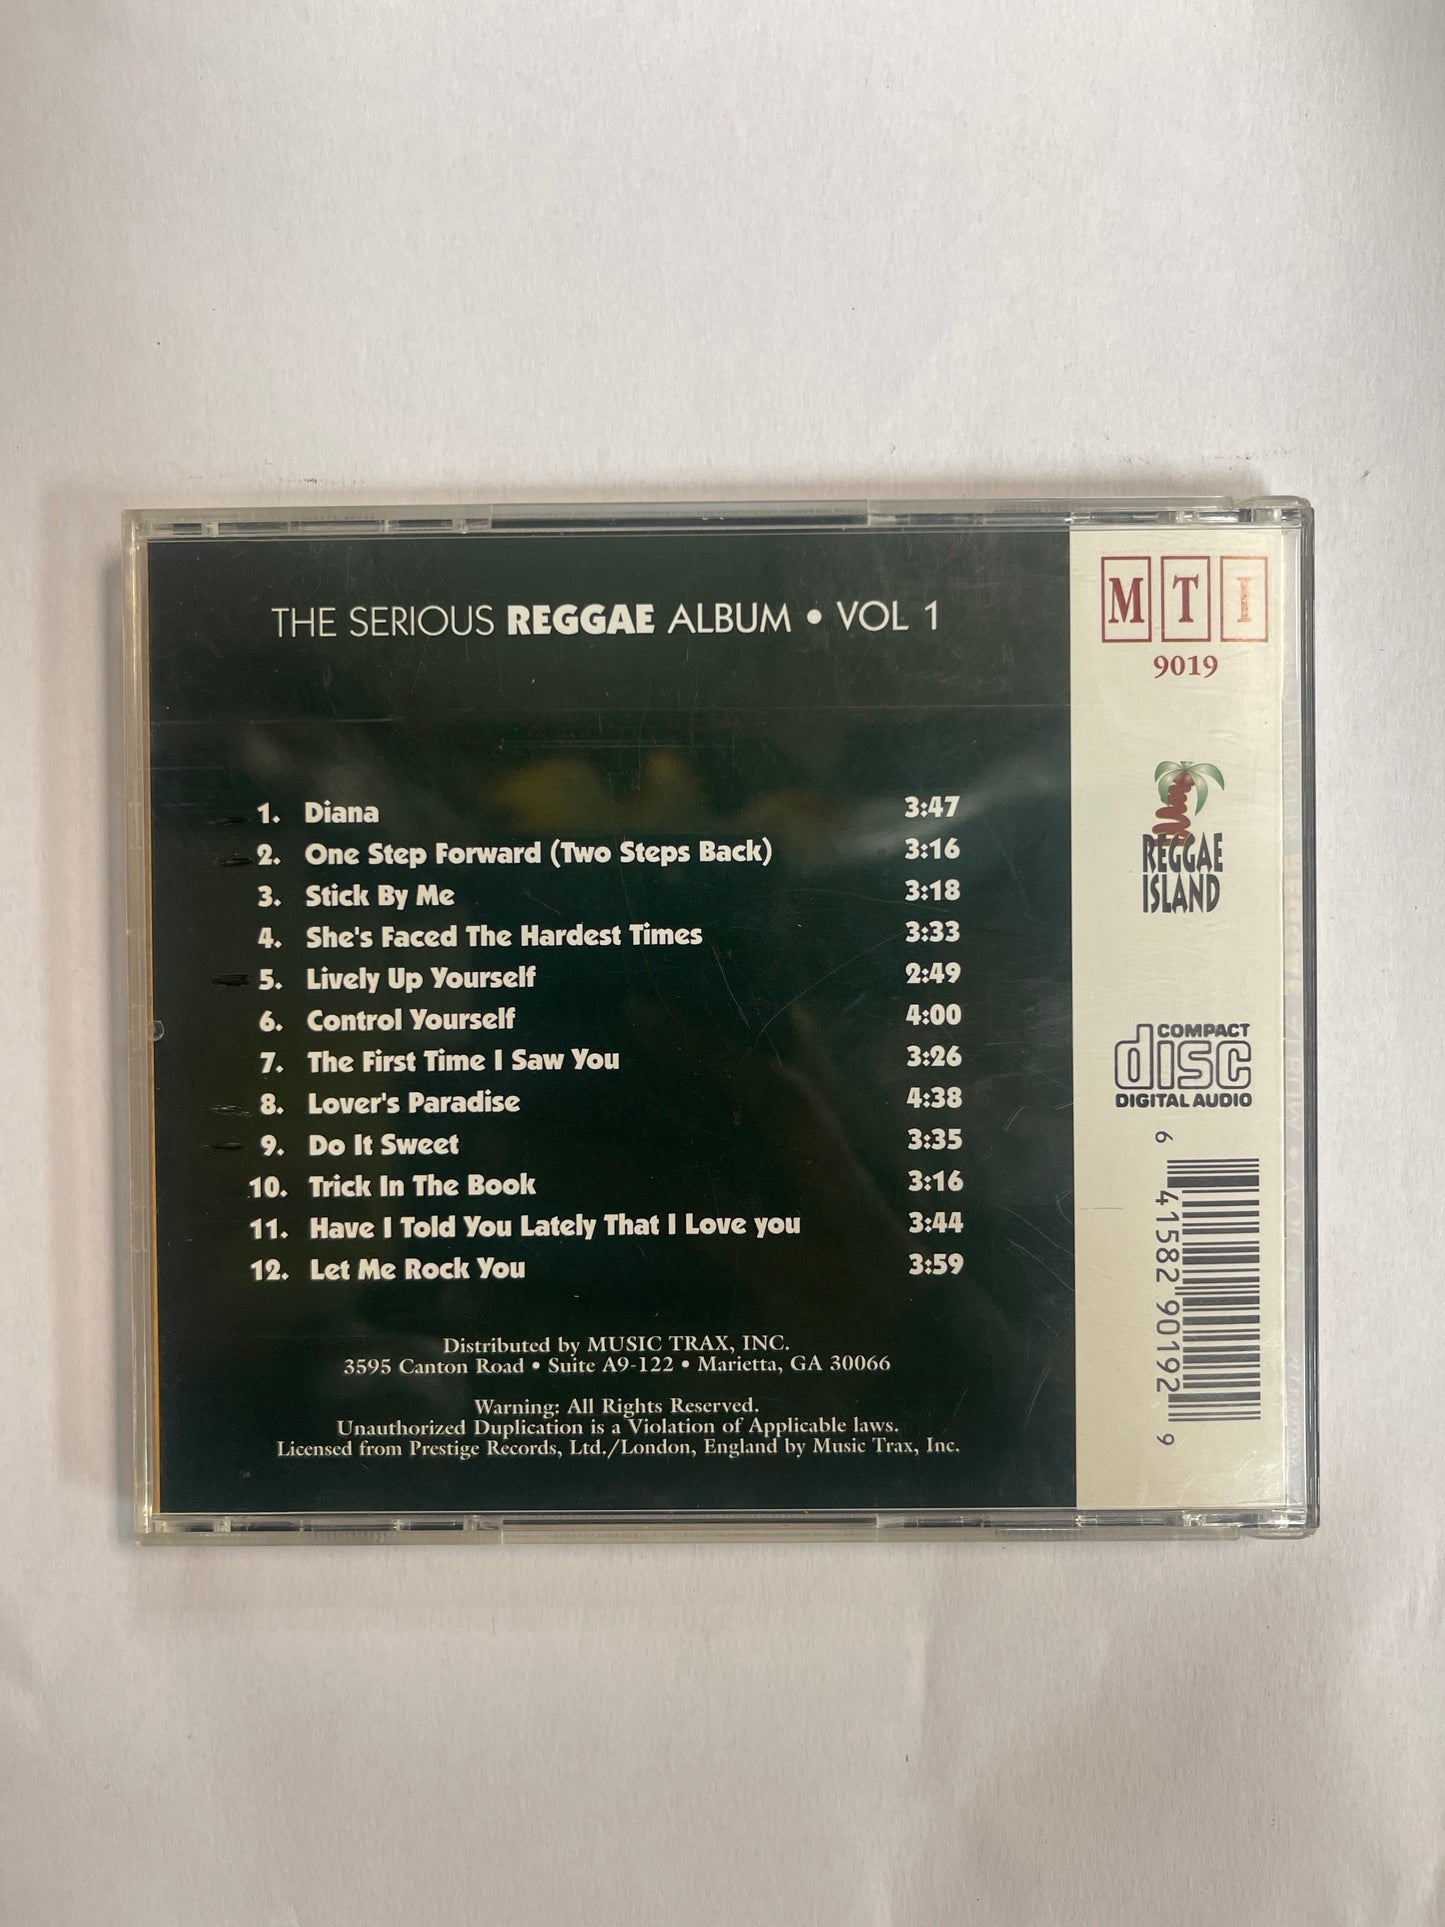 THE SERIOUS REGGAE ALBUM • VOL 1
1. Diana 3:47
2. One Step Forward (Two Steps Back) 3:16
3. Stick By Me 3:18
4. She's Faced The Hardest Times 3:33
5. Lively Up Yourself 2:49
6. Control Yourself 4:00
7. The First Time I Saw You 3:26
8. Lover's Paradise 4:38
9. Do It Sweet 3:35
10. Trick In The Book 3:16
11. Have I Told You Lately That I Love you 3:44
12. Let Me Rock You 3:59
Distributed by MUSIC TRAX, INC.
3595 Canton Road • Suite A9-122 • Marietta, GA 30066
Warning: All Rights Reserved.
Unauthorized Duplication is a Violation of Applicable laws.
Licensed from Prestige Records, Ltd./London, England by Music Trax, Inc.
MTI
9019
REGGAE
ISLAND
COMPACT
disc
DIGITAL AUDIO
6 41582 90192 9